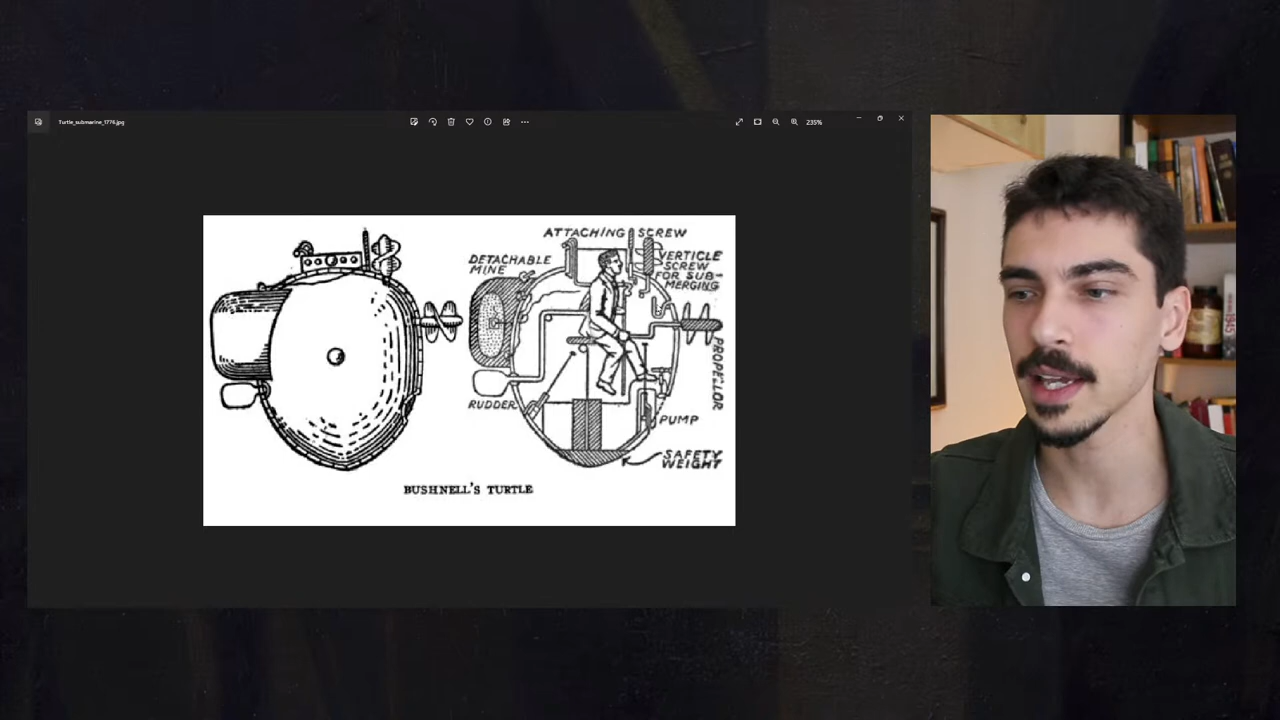 Turtle_submarine_1776.jpg
235%
ATTACHING SCREW
DETACHABLE
MINE
VERTICLE
SCREW
FOR SUB-
MERGING
PROPELLOR
RUDDER
PUMP
SAFETY
WEIGHT
BUSHNELL'S TURTLE
1945